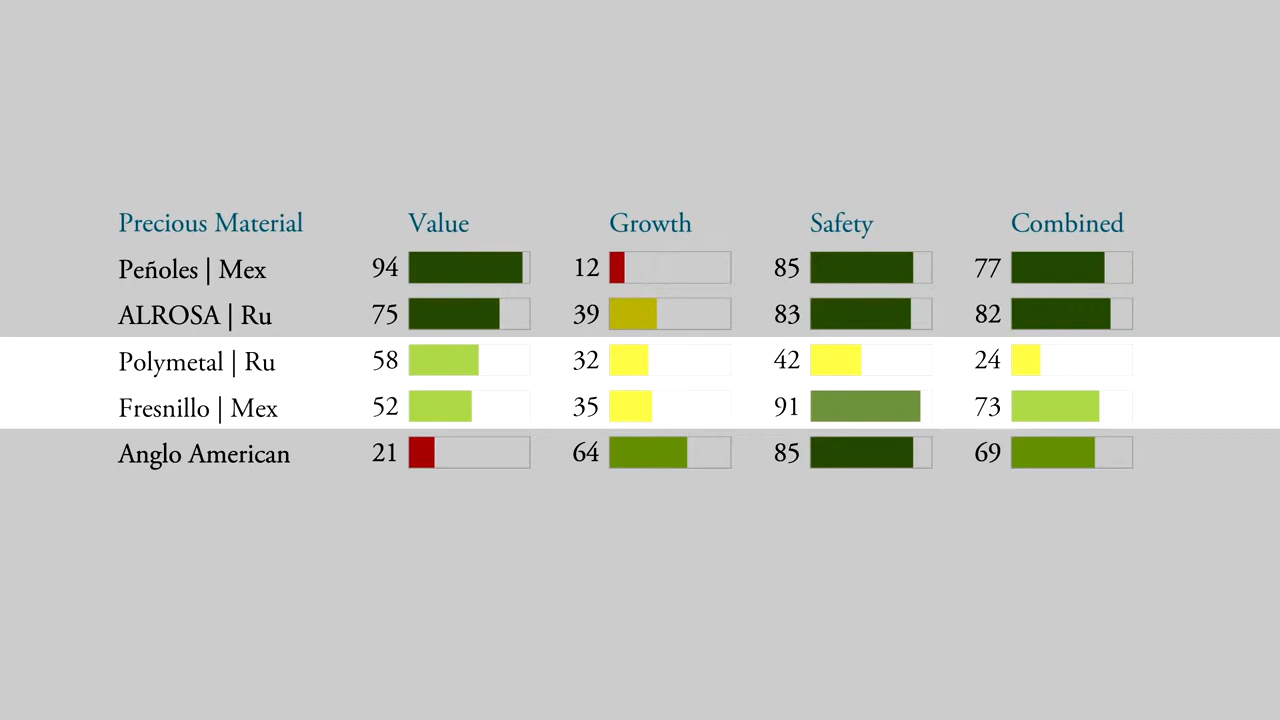 Precious Material Value Growth Safety Combined
Peñoles | Mex 94 12 85 77
ALROSA | Ru 75 39 83 82
Polymetal | Ru 58 32 42 24
Fresnillo | Mex 52 35 91 73
Anglo American 21 64 85 69